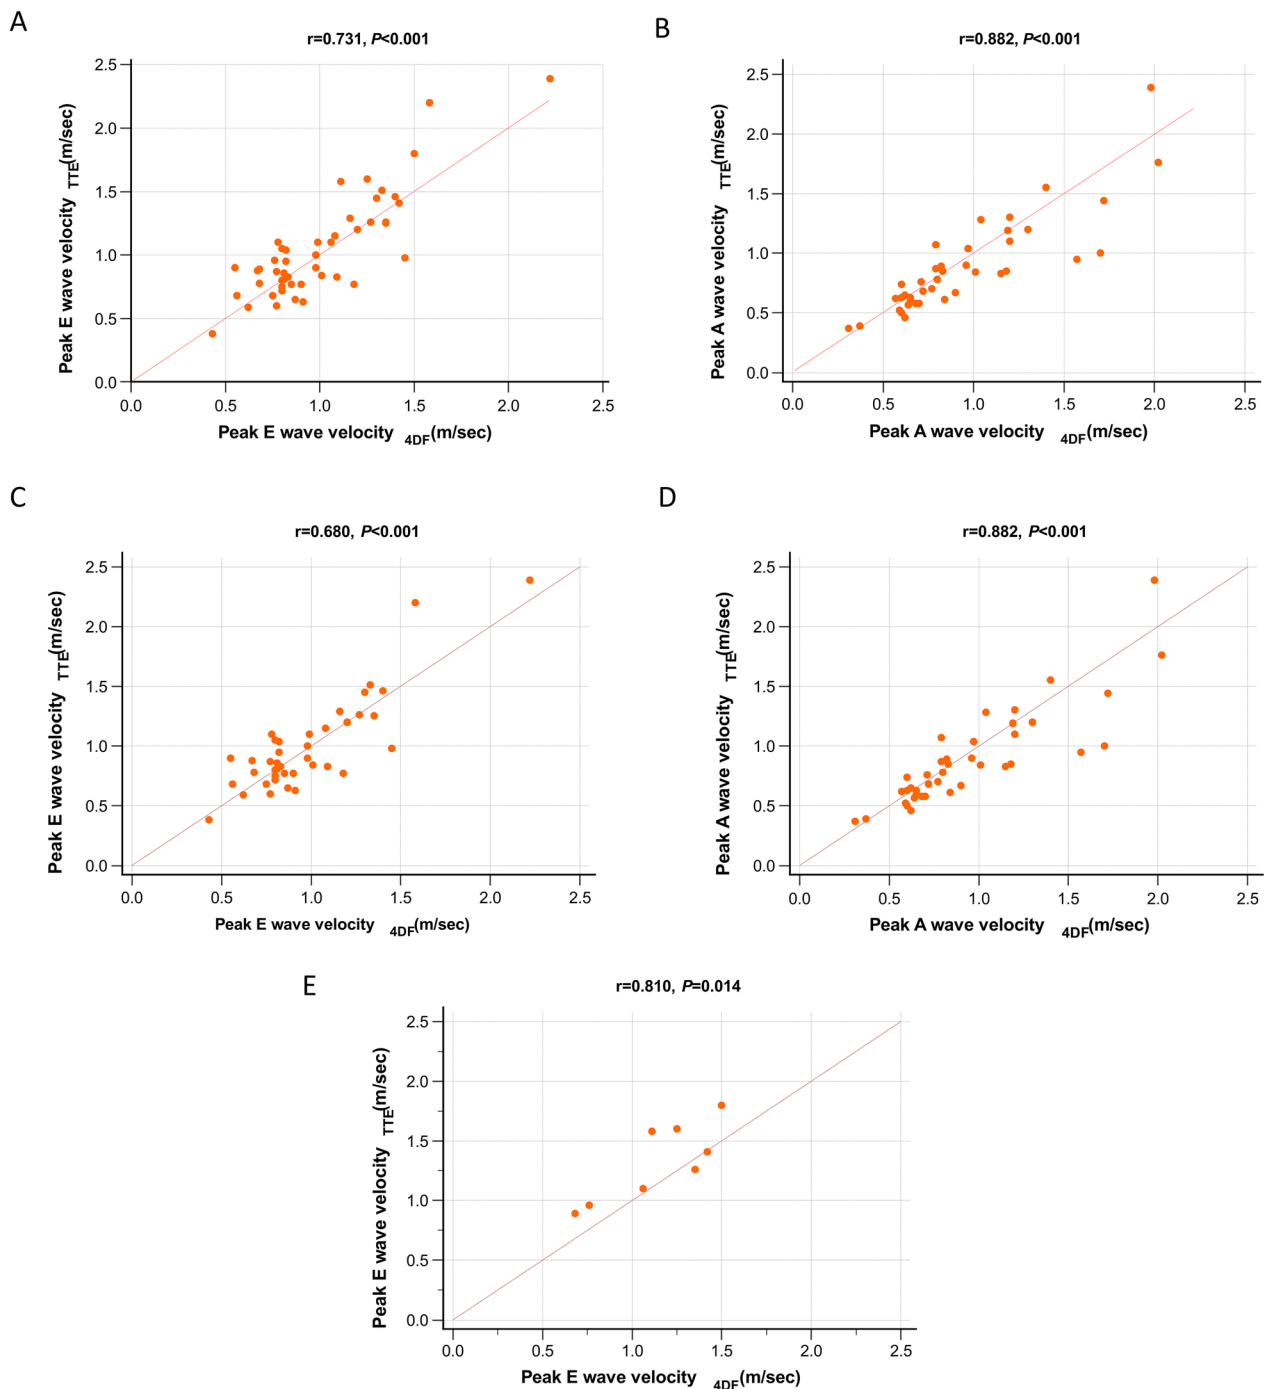 A
r=0.731, P<0.001
Peak E wave velocity TTE(m/sec)
2.5
2.0
1.5
1.0
0.5
0.0
0.0 0.5 1.0 1.5 2.0 2.5
Peak E wave velocity 4DF(m/sec)
B
r=0.882, P<0.001
Peak A wave velocity TTE(m/sec)
2.5
2.0
1.5
1.0
0.5
0.0
0.0 0.5 1.0 1.5 2.0 2.5
Peak A wave velocity 4DF(m/sec)
C
r=0.680, P<0.001
Peak E wave velocity TTE(m/sec)
2.5
2.0
1.5
1.0
0.5
0.0
0.0 0.5 1.0 1.5 2.0 2.5
Peak E wave velocity 4DF(m/sec)
D
r=0.882, P<0.001
Peak A wave velocity TTE(m/sec)
2.5
2.0
1.5
1.0
0.5
0.0
0.0 0.5 1.0 1.5 2.0 2.5
Peak A wave velocity 4DF(m/sec)
E
r=0.810, P=0.014
Peak E wave velocity TTE(m/sec)
2.5
2.0
1.5
1.0
0.5
0.0
0.0 0.5 1.0 1.5 2.0 2.5
Peak E wave velocity 4DF(m/sec)